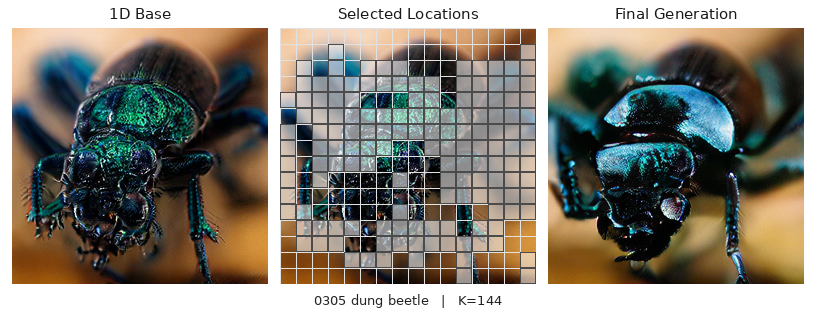 1D Base
Selected Locations
Final Generation
0305 dung beetle | K=144